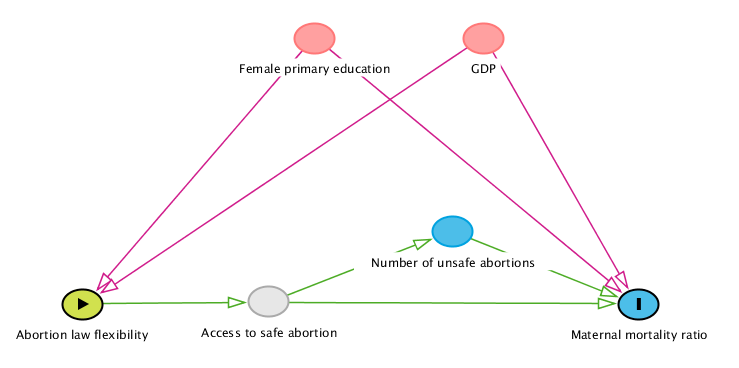 Female primary education
GDP
Number of unsafe abortions
Abortion law flexibility
Access to safe abortion
Maternal mortality ratio